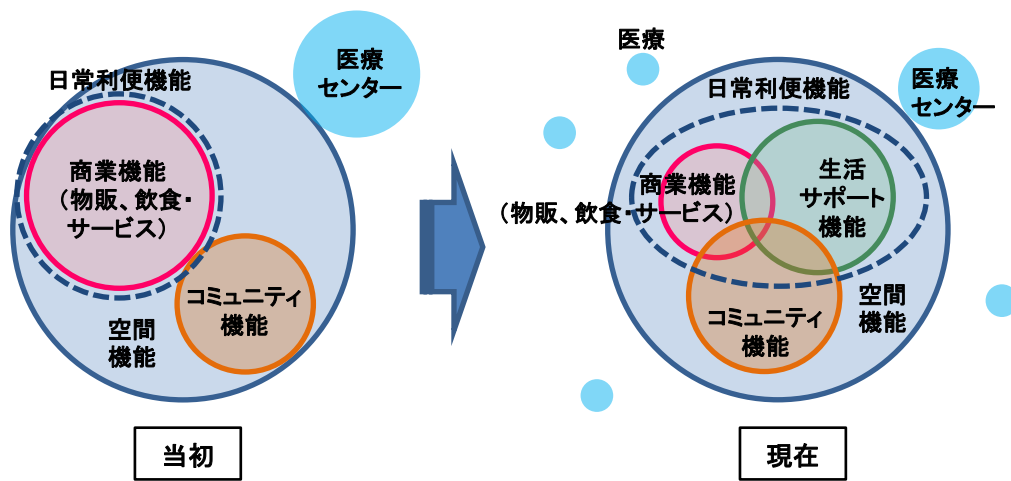 医療
センター
日常利便機能
商業機能
（物販、飲食・
サービス）
コミュニティ
機能
空間
機能
当初
医療
医療
センター
日常利便機能
商業機能
（物販、飲食・サービス）
生活
サポート
機能
コミュニティ
機能
空間
機能
現在